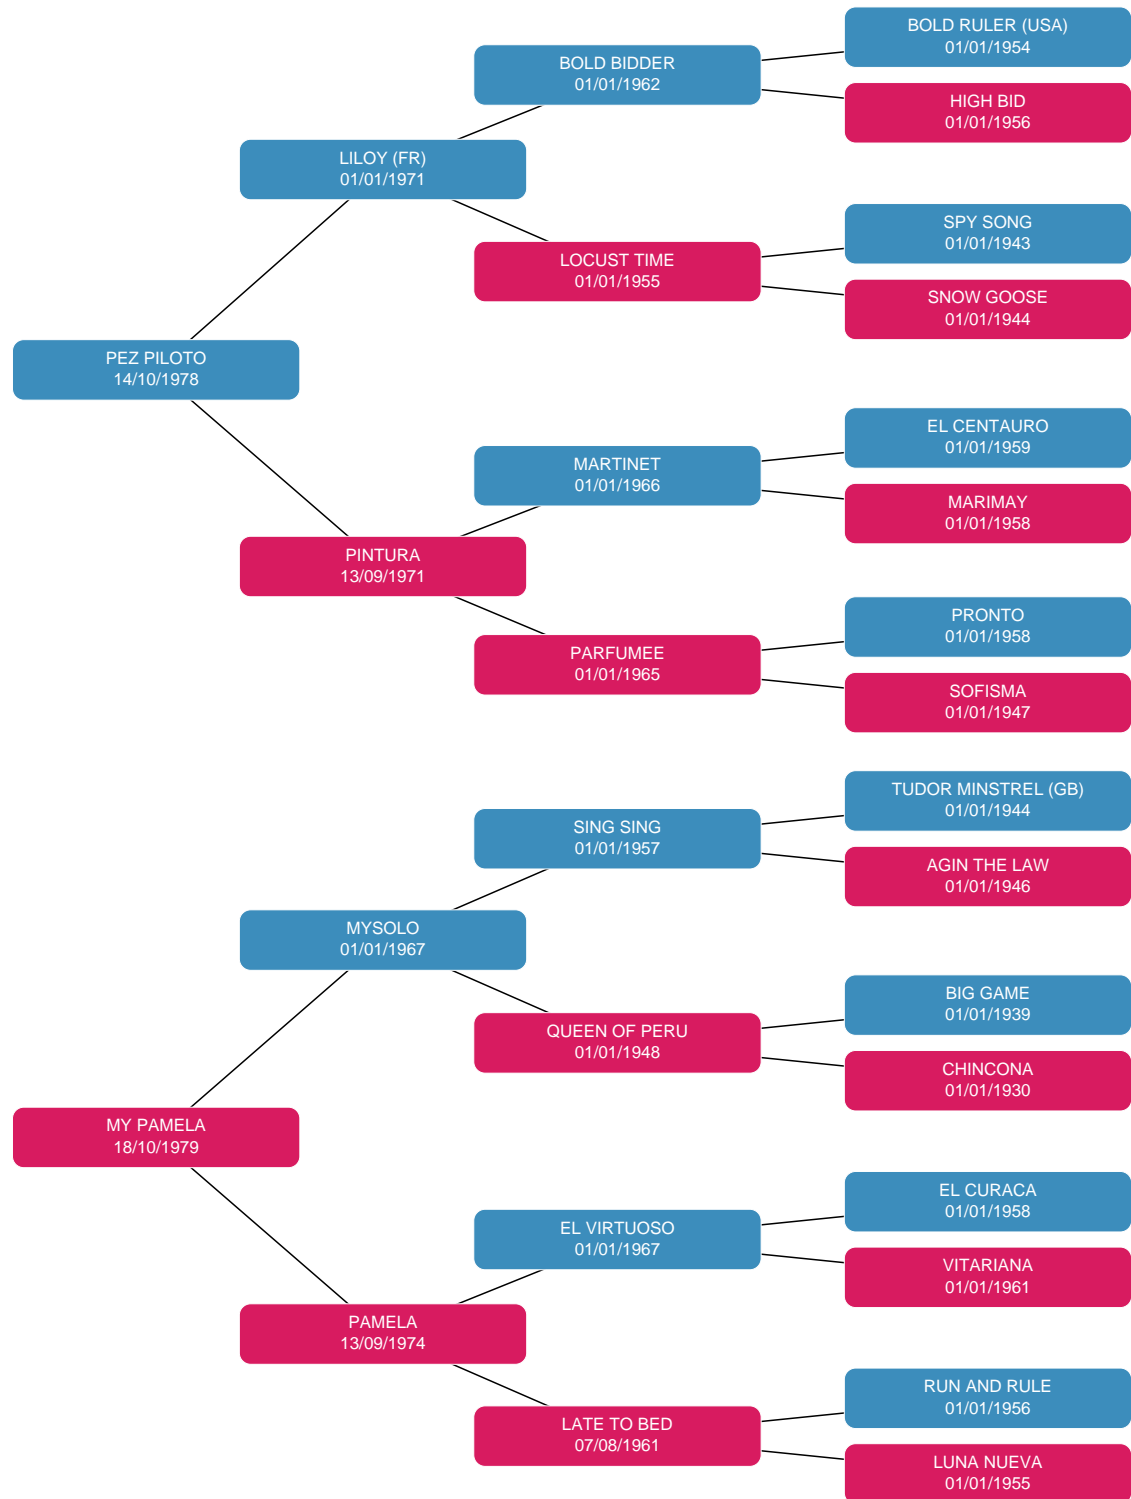 BOLD RULER (USA)
01/01/1954
BOLD BIDDER
01/01/1962
HIGH BID
01/01/1956
LILOY (FR)
01/01/1971
SPY SONG
01/01/1943
LOCUST TIME
01/01/1955
SNOW GOOSE
01/01/1944
PEZ PILOTO
14/10/1978
EL CENTAURO
01/01/1959
MARTINET
01/01/1966
MARIMAY
01/01/1958
PINTURA
13/09/1971
PRONTO
01/01/1958
PARFUMEE
01/01/1965
SOFISMA
01/01/1947
TUDOR MINSTREL (GB)
01/01/1944
SING SING
01/01/1957
AGIN THE LAW
01/01/1946
MYSOLO
01/01/1967
BIG GAME
01/01/1939
QUEEN OF PERU
01/01/1948
CHINCONA
01/01/1930
MY PAMELA
18/10/1979
EL CURACA
01/01/1958
EL VIRTUOSO
01/01/1967
VITARIANA
01/01/1961
PAMELA
13/09/1974
RUN AND RULE
01/01/1956
LATE TO BED
07/08/1961
LUNA NUEVA
01/01/1955